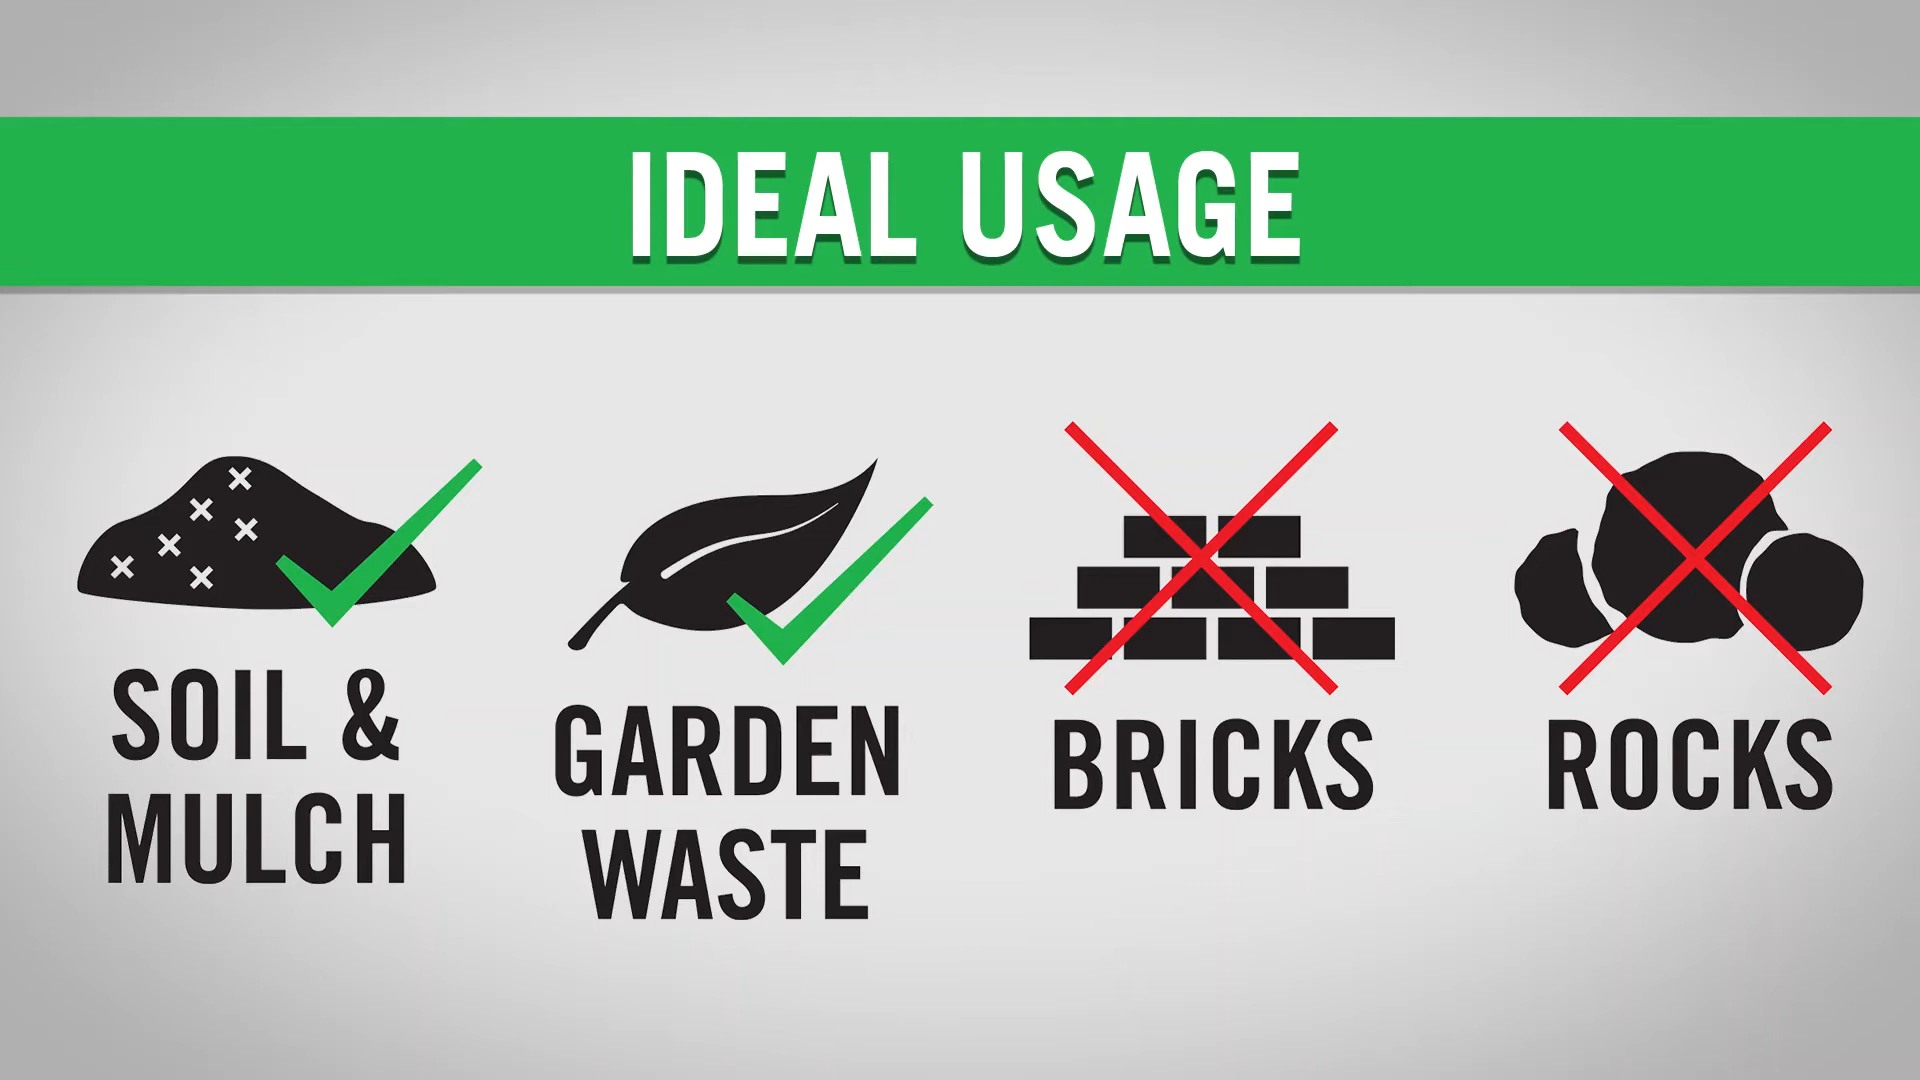 IDEAL USAGE
SOIL &
MULCH
GARDEN
WASTE
BRICKS
ROCKS